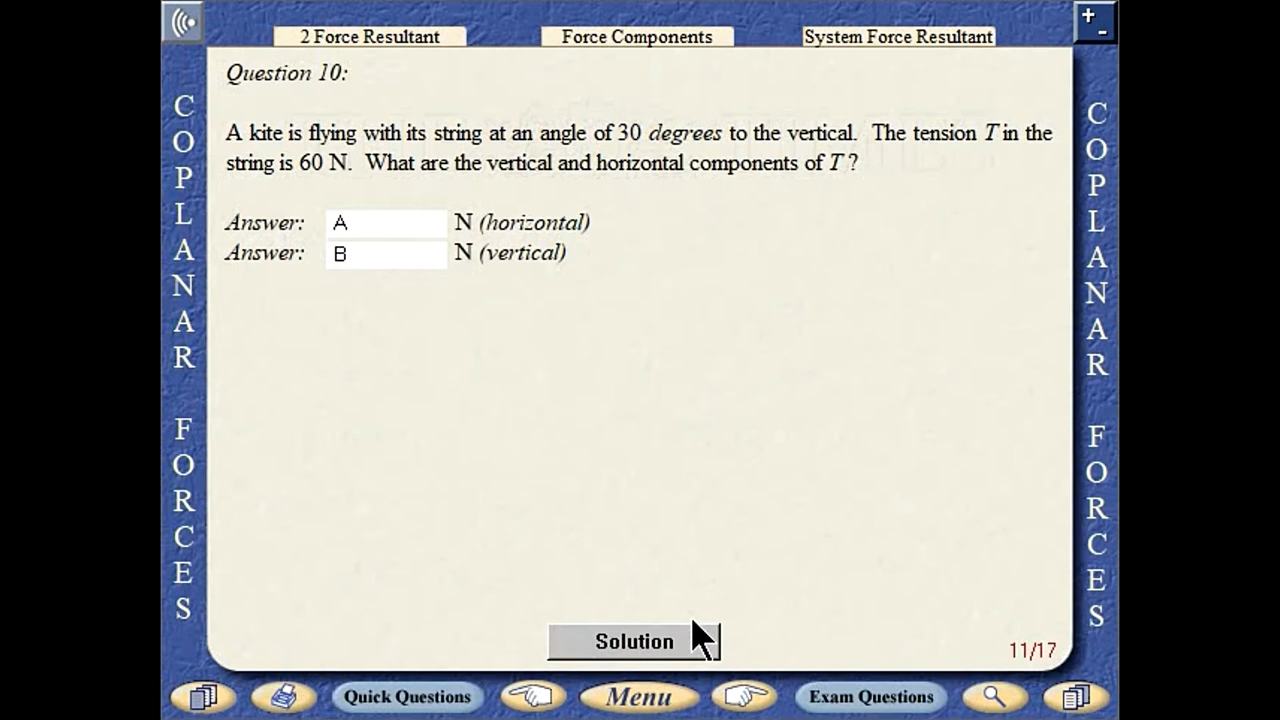 2 Force Resultant
Force Components
System Force Resultant
+
-
Question 10:
A kite is flying with its string at an angle of 30 degrees to the vertical. The tension T in the
string is 60 N. What are the vertical and horizontal components of T ?
Answer: A N (horizontal)
Answer: B N (vertical)
COPLANAR FORCES
COPLANAR FORCES
Solution
11/17
Quick Questions
Menu
Exam Questions